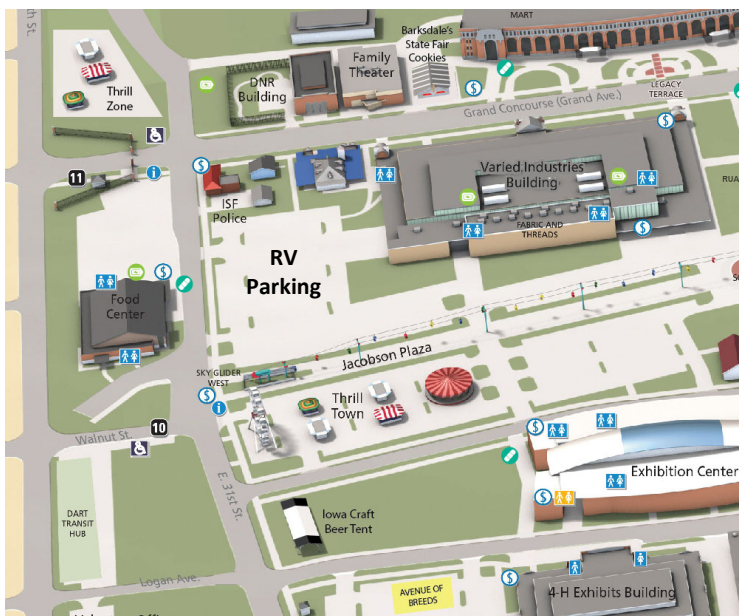 th St.
MART
Barksdale's
State Fair
Cookies
Family
Theater
DNR
Building
Thrill
Zone
LEGACY
TERRACE
Grand Concourse (Grand Ave.)
11
ISF
Police
Varied Industries
Building
FABRIC AND
THREADS
RUA
RV
Parking
Food
Center
SKY GLIDER
WEST
Jacobson Plaza
Thrill
Town
Walnut St.
10
E. 31st St.
Exhibition Center
DART
TRANSIT
HUB
Iowa Craft
Beer Tent
Logan Ave.
AVENUE OF
BREEDS
4-H Exhibits Building